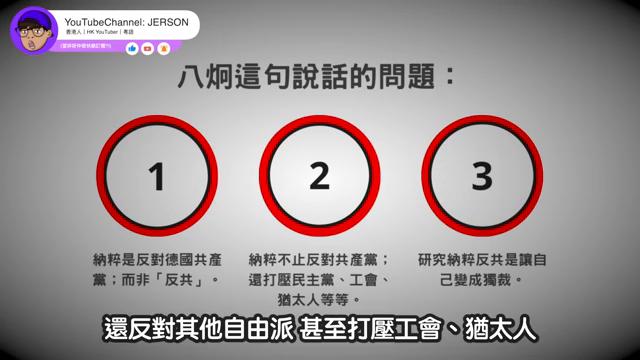 YouTubeChannel: JERSON
香港人 | HK YouTuber | 粵語
八炯這句說話的問題：
1
2
3
納粹是反對德國共產
黨；而非「反共」。
納粹不止反對共產黨；
還打壓民主黨、工會、
猶太人等等。
研究納粹反共是讓自
己變成獨裁。
還反對其他自由派 甚至打壓工會、猶太人